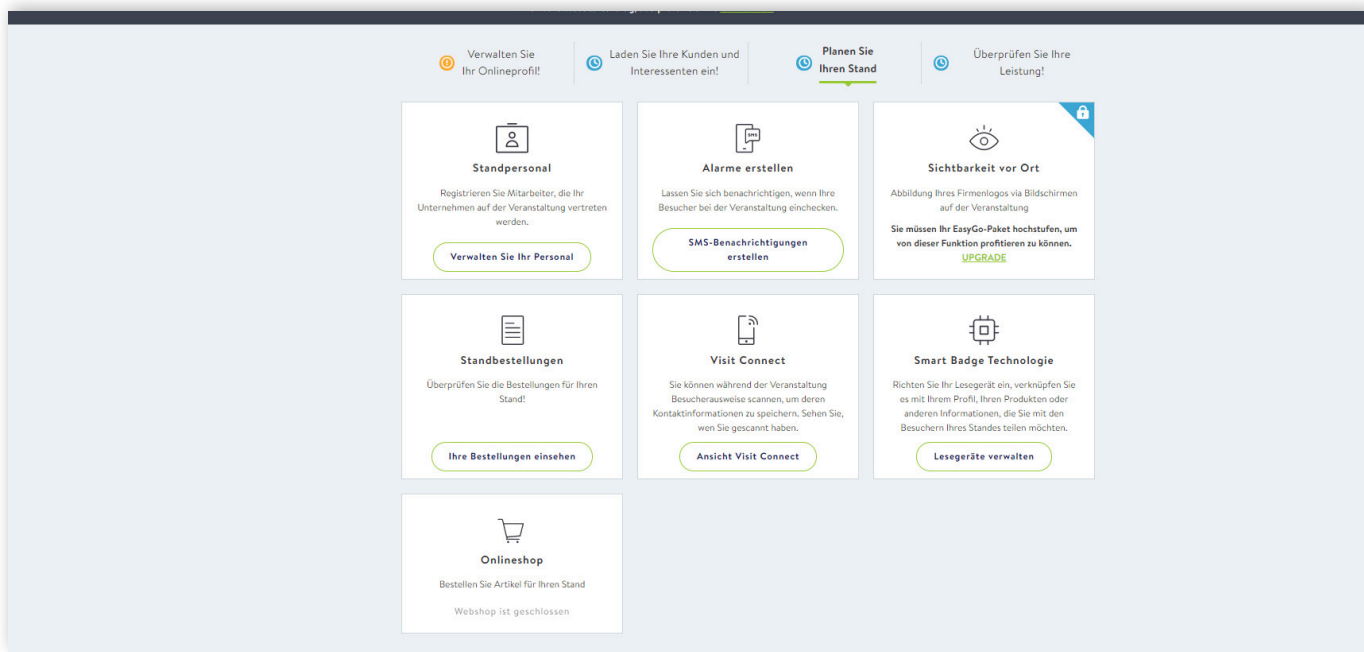 Verwalten Sie
Ihr Onlineprofil!
Laden Sie Ihre Kunden und
Interessenten ein!
Planen Sie
Ihren Stand
Überprüfen Sie Ihre
Leistung!
Standpersonal
Registrieren Sie Mitarbeiter, die Ihr
Unternehmen auf der Veranstaltung vertreten
werden.
Verwalten Sie Ihr Personal
SMS
Alarme erstellen
Lassen Sie sich benachrichtigen, wenn Ihre
Besucher bei der Veranstaltung einchecken.
SMS-Benachrichtigungen
erstellen
Sichtbarkeit vor Ort
Abbildung Ihres Firmenlogos via Bildschirmen
auf der Veranstaltung
Sie müssen Ihr EasyGo-Paket hochstufen, um
von dieser Funktion profitieren zu können.
UPGRADE
Standbestellungen
Überprüfen Sie die Bestellungen für Ihren
Stand!
Ihre Bestellungen einsehen
Visit Connect
Sie können während der Veranstaltung
Besucherausweise scannen, um deren
Kontaktinformationen zu speichern. Sehen Sie,
wen Sie gescannt haben.
Ansicht Visit Connect
Smart Badge Technologie
Richten Sie Ihr Lesegerät ein, verknüpfen Sie
es mit Ihrem Profil, Ihren Produkten oder
anderen Informationen, die Sie mit den
Besuchern Ihres Standes teilen möchten.
Lesegeräte verwalten
Onlineshop
Bestellen Sie Artikel für Ihren Stand
Webshop ist geschlossen